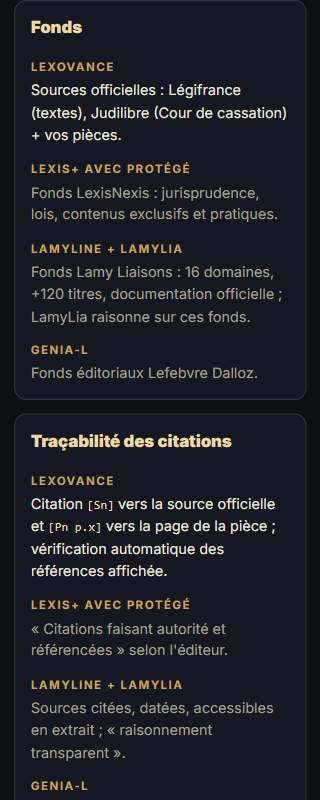 Fonds
LEXOVANCE
Sources officielles : Légifrance
(textes), Judilibre (Cour de cassation)
+ vos pièces.
LEXIS+ AVEC PROTÉGÉ
Fonds LexisNexis : jurisprudence,
lois, contenus exclusifs et pratiques.
LAMYLINE + LAMYLIA
Fonds Lamy Liaisons : 16 domaines,
+120 titres, documentation officielle ;
LamyLia raisonne sur ces fonds.
GENIA-L
Fonds éditoriaux Lefebvre Dalloz.
Traçabilité des citations
LEXOVANCE
Citation [Sn] vers la source officielle
et [Pn p.x] vers la page de la pièce ;
vérification automatique des
références affichée.
LEXIS+ AVEC PROTÉGÉ
« Citations faisant autorité et
référencées » selon l'éditeur.
LAMYLINE + LAMYLIA
Sources citées, datées, accessibles
en extrait ; « raisonnement
transparent ».
GENIA-L